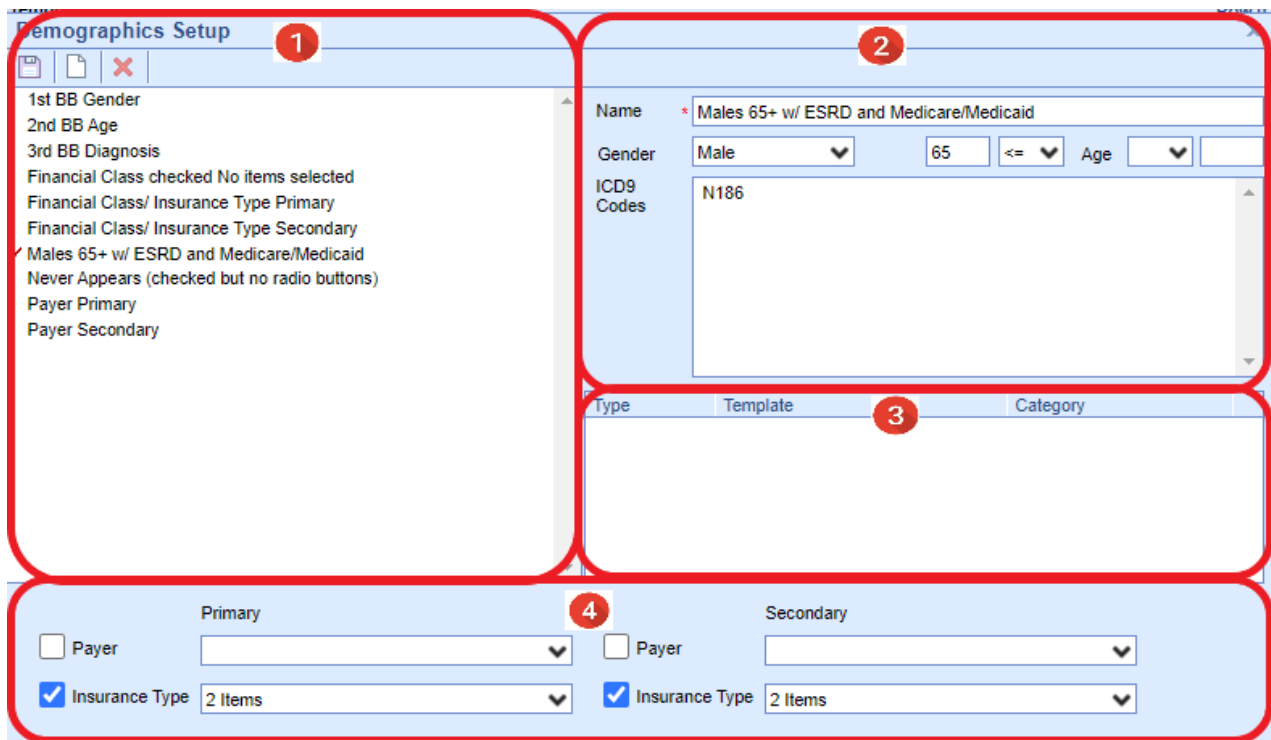 Demographics Setup
1
2
1st BB Gender
2nd BB Age
3rd BB Diagnosis
Financial Class checked No items selected
Financial Class/ Insurance Type Primary
Financial Class/ Insurance Type Secondary
Males 65+ w/ ESRD and Medicare/Medicaid
Never Appears (checked but no radio buttons)
Payer Primary
Payer Secondary
Name * Males 65+ w/ ESRD and Medicare/Medicaid
Gender Male 65 <= Age
ICD9
Codes
N186
Type Template Category
3
4
Primary Secondary
Payer Payer
Insurance Type 2 Items Insurance Type 2 Items